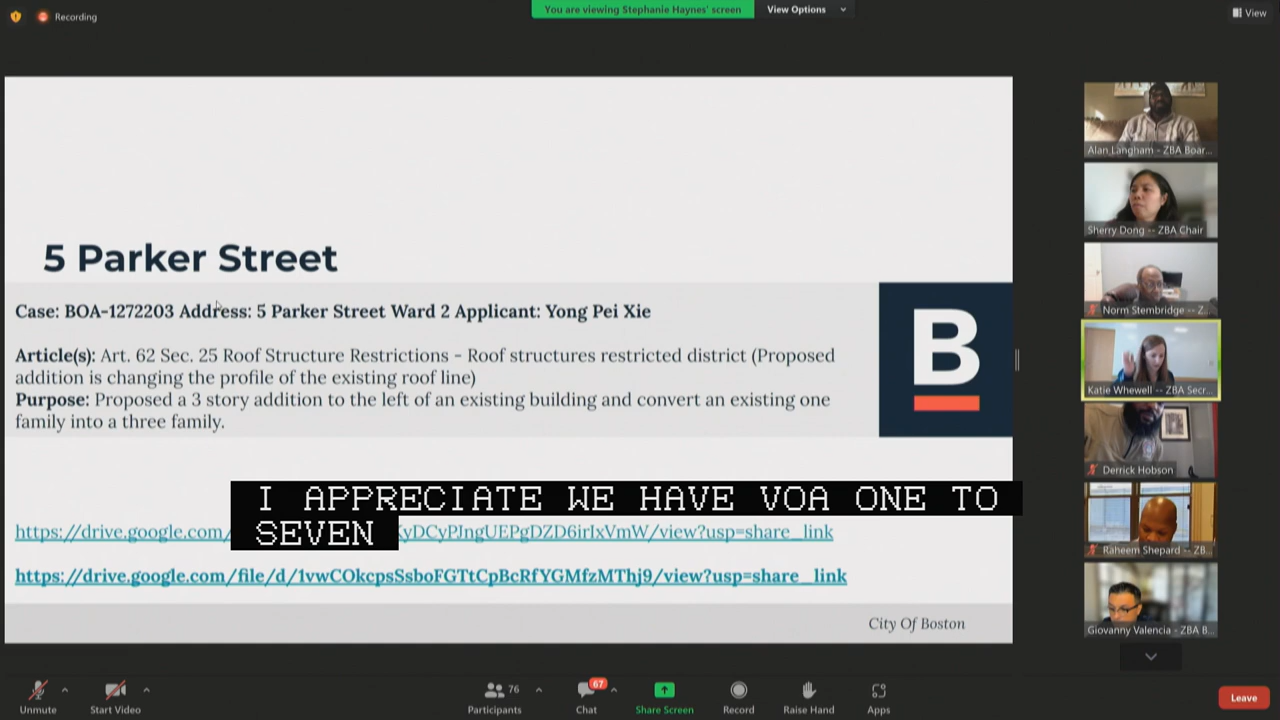 Recording
You are viewing Stephanie Haynes' screen
View Options
View
5 Parker Street
Case: BOA-1272203 Address: 5 Parker Street Ward 2 Applicant: Yong Pei Xie
Article(s): Art. 62 Sec. 25 Roof Structure Restrictions - Roof structures restricted district (Proposed
addition is changing the profile of the existing roof line)
Purpose: Proposed a 3 story addition to the left of an existing building and convert an existing one
family into a three family.
B
I APPRECIATE WE HAVE VOA ONE TO
SEVEN
https://drive.google.com/
yDCyPJngUEPgDZD6irIxVmW/view?usp=share_link
https://drive.google.com/file/d/1vwCOkcpsSsboFGTtCpBcRfYGMfzMThj9/view?usp=share_link
City Of Boston
Alan Langham - ZBA Boar...
Sherry Dong -- ZBA Chair
Norm Stembridge -- Z...
Katie Whewell -- ZBA Secr...
Derrick Hobson
Raheem Shepard -- ZB...
Giovanny Valencia - ZBA B...
Unmute
Start Video
76
Participants
67
Chat
Share Screen
Record
Raise Hand
Apps
Leave